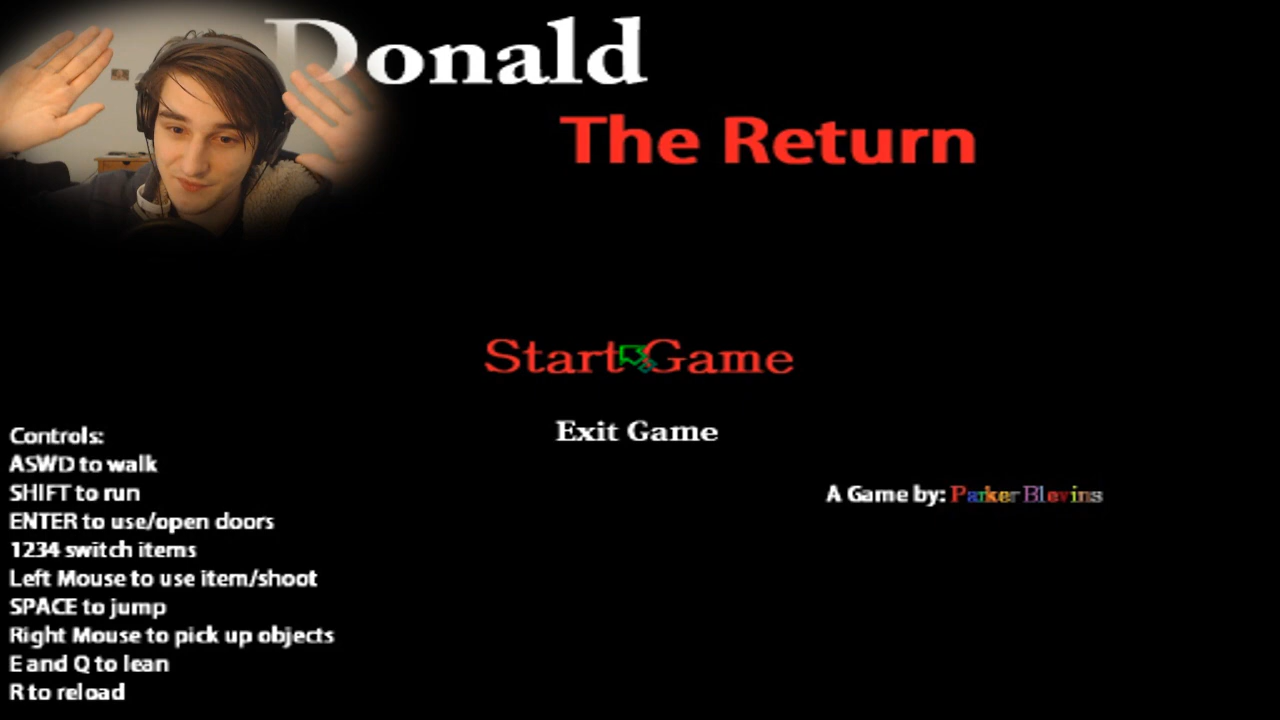 Donald
The Return
Start Game
Exit Game
Controls:
ASWD to walk
SHIFT to run
ENTER to use/open doors
1234 switch items
Left Mouse to use item/shoot
SPACE to jump
Right Mouse to pick up objects
E and Q to lean
R to reload
A Game by: Parker Blevins